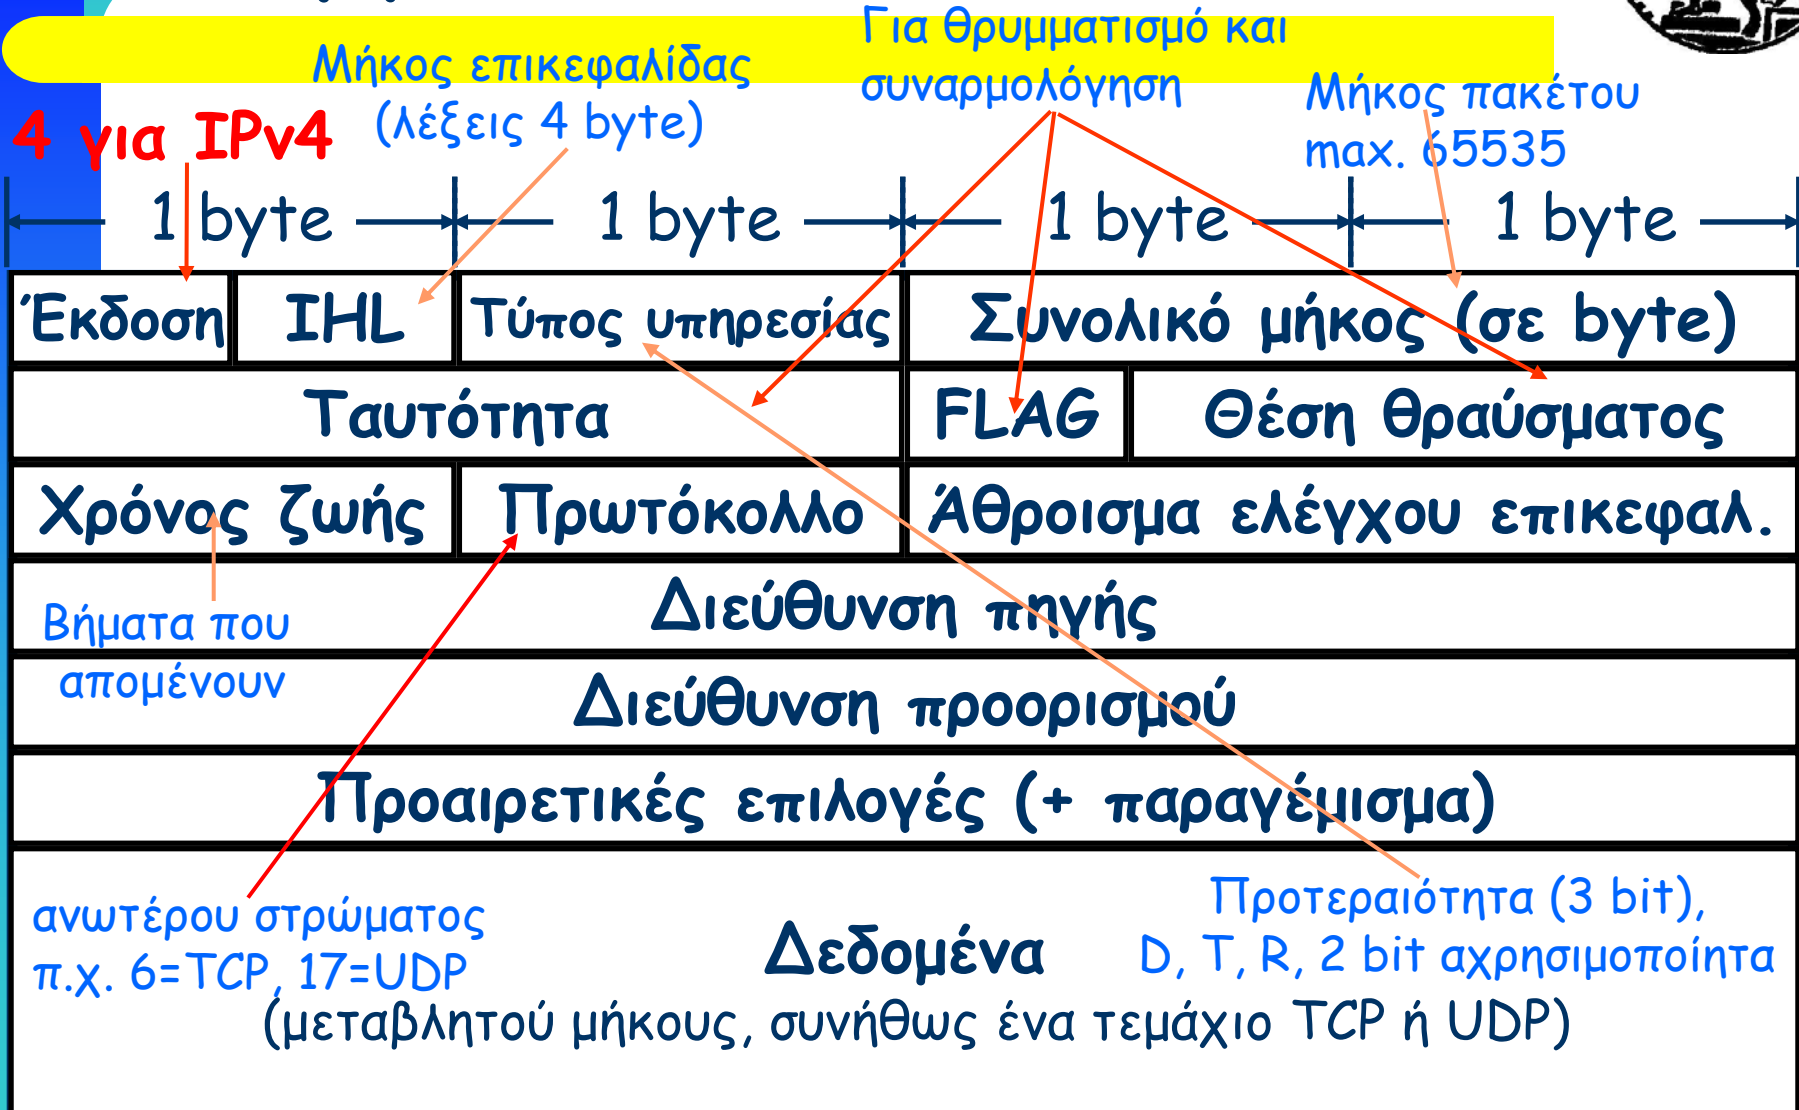 Για θρυμματισμό και
συναρμολόγηση
Μήκος επικεφαλίδας
(λέξεις 4 byte)
Μήκος πακέτου
max. 65535
4 για IPv4
1 byte 1 byte 1 byte 1 byte
Έκδοση IHL Τύπος υπηρεσίας Συνολικό μήκος (σε byte)
Ταυτότητα FLAG Θέση θραύσματος
Χρόνος ζωής Πρωτόκολλο Άθροισμα ελέγχου επικεφαλ.
Διεύθυνση πηγής
Βήματα που
απομένουν
Διεύθυνση προορισμού
Προαιρετικές επιλογές (+ παραγέμισμα)
ανωτέρου στρώματος
π.χ. 6=TCP, 17=UDP
Προτεραιότητα (3 bit),
D, T, R, 2 bit αχρησιμοποίητα
Δεδομένα
(μεταβλητού μήκους, συνήθως ένα τεμάχιο TCP ή UDP)